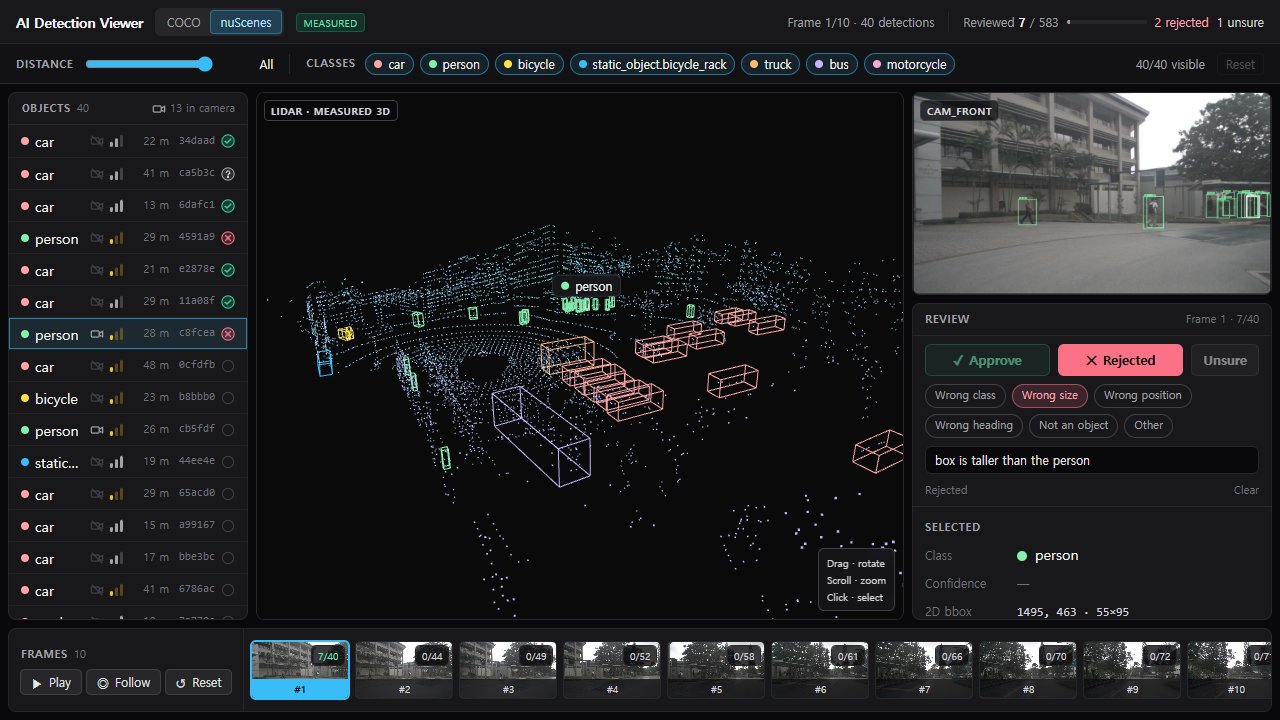 AI Detection Viewer COCO nuScenes MEASURED Frame 1/10 · 40 detections Reviewed 7 / 583 2 rejected 1 unsure
DISTANCE All CLASSES car person bicycle static_object.bicycle_rack truck bus motorcycle 40/40 visible Reset
OBJECTS 40 13 in camera
car 22 m 34daad
car 41 m ca5b3c ?
car 13 m 6dafc1
person 29 m 4591a9
car 21 m e2878e
car 29 m 11a08f
person 28 m c8fcea
car 48 m 0cfdfb
bicycle 23 m b8bbb0
person 26 m cb5fdf
static... 19 m 44ee4e
car 29 m 65acd0
car 15 m a99167
car 17 m bbe3bc
car 41 m 6786ac
LIDAR · MEASURED 3D
person
Drag · rotate
Scroll · zoom
Click · select
CAM_FRONT
REVIEW Frame 1 · 7/40
✓ Approve ✕ Rejected Unsure
Wrong class Wrong size Wrong position
Wrong heading Not an object Other
box is taller than the person
Rejected Clear
SELECTED
Class person
Confidence —
2D bbox 1495, 463 · 55×95
FRAMES 10
Play Follow Reset
7/40 0/44 0/49 0/52 0/58 0/61 0/66 0/70 0/72
#1 #2 #3 #4 #5 #6 #7 #8 #9 #10